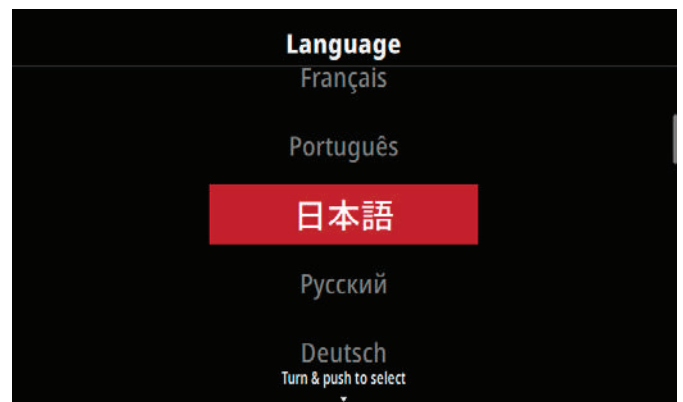 Language
Français
Português
日本語
Русский
Deutsch
Turn & push to select